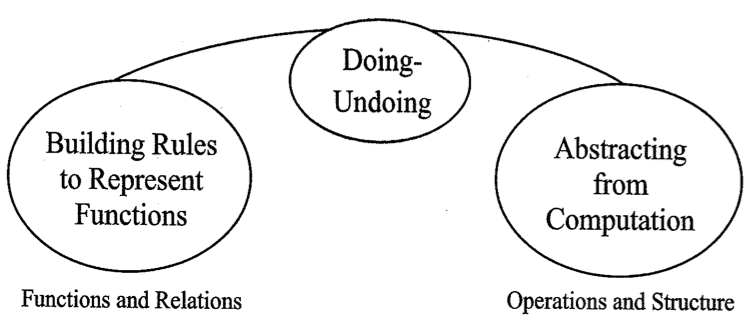 Doing-
Undoing
Building Rules
to Represent
Functions
Abstracting
from
Computation
Functions and Relations
Operations and Structure